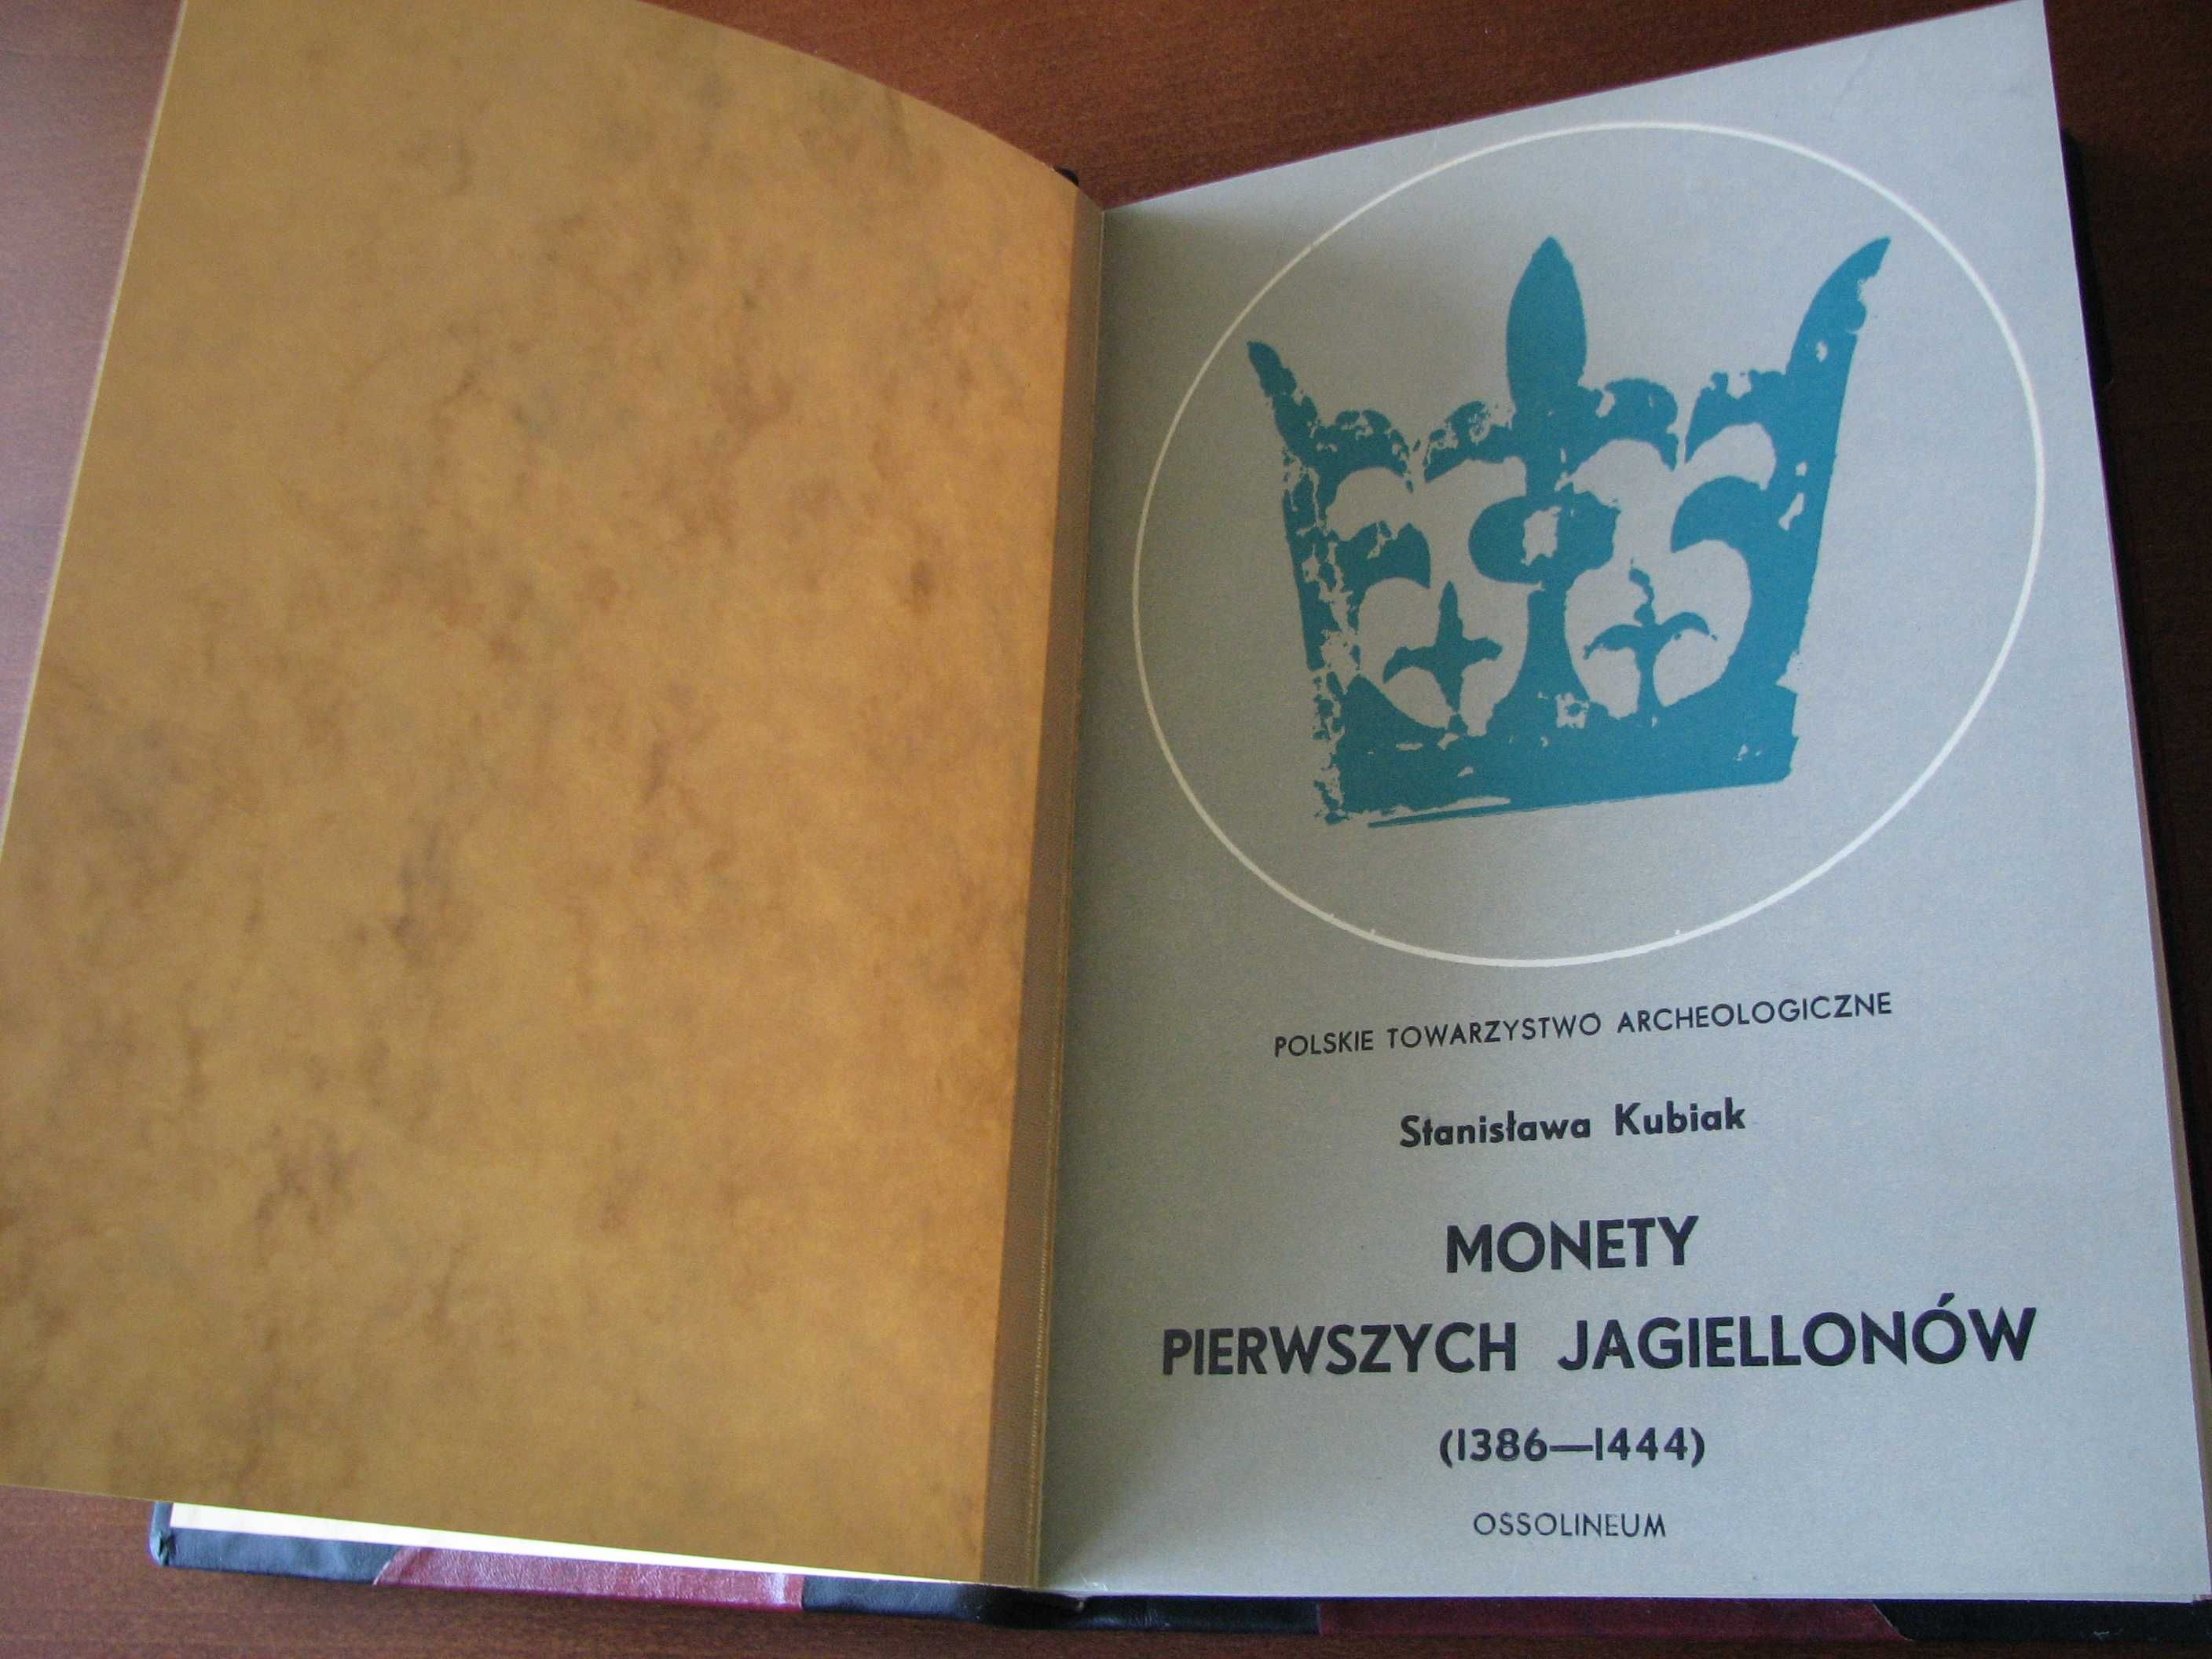 POLSKIE TOWARZYSTWO ARCHEOLOGICZNE
Stanisława Kubiak
MONETY
PIERWSZYCH JAGIELLONÓW
(1386—1444)
OSSOLINEUM